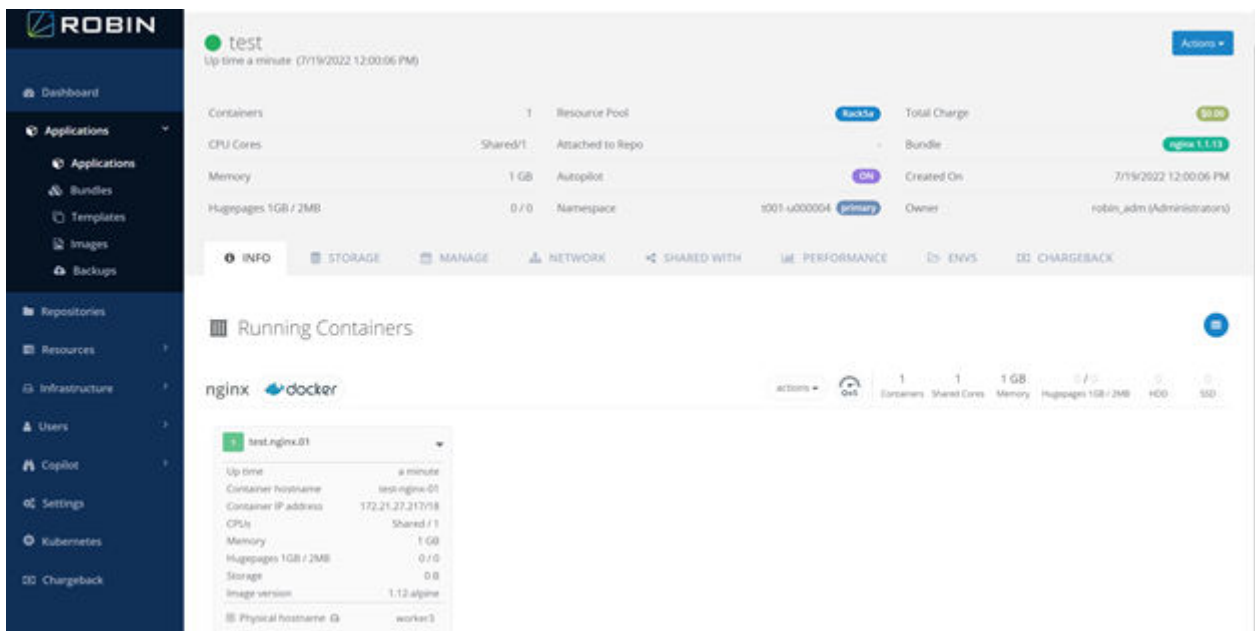 ROBIN
Dashboard
Applications
Applications
Bundles
Templates
Images
Backups
Repositories
Resources
Infrastructure
Users
Copilot
Settings
Kubernetes
Chargeback
test
Up time a minute (7/19/2022 12:00:06 PM)
Actions
Containers 1 Resource Pool Rack5a Total Charge $0.00
CPU Cores Shared/1 Attached to Repo - Bundle nginx 1.1.13
Memory 1 GB Autopilot ON Created On 7/19/2022 12:00:06 PM
Hugepages 1GB / 2MB 0 / 0 Namespace t001-u000004 primary Owner robin_adm (Administrators)
INFO STORAGE MANAGE NETWORK SHARED WITH PERFORMANCE ENVS CHARGEBACK
Running Containers
nginx docker
actions QoS
1 1 1 GB 0 / 0 0 0
Containers Shared Cores Memory Hugepages 1GB / 2MB HDD SSD
1 test.nginx.01
Up time a minute
Container hostname test-nginx-01
Container IP address 172.21.27.217/18
CPUs Shared / 1
Memory 1 GB
Hugepages 1GB / 2MB 0 / 0
Storage 0 B
Image version 1.12-alpine
Physical hostname worker3